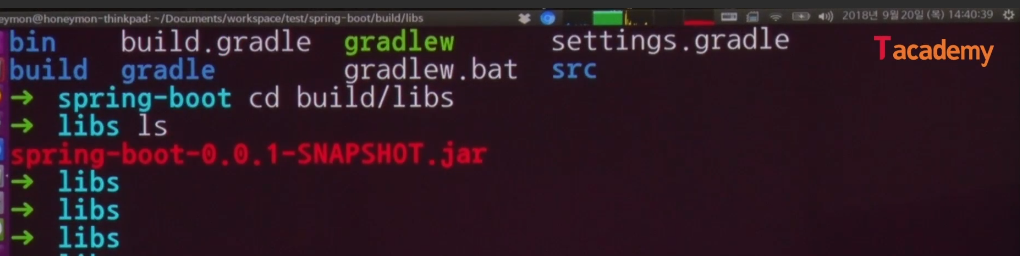 eymon@honeymon-thinkpad: ~/Documents/workspace/test/spring-boot/build/libs 2018년 9월 20일 (목) 14:40:39
bin build.gradle gradlew settings.gradle
Tacademy
build gradle gradlew.bat src
→ spring-boot cd build/libs
→ libs ls
spring-boot-0.0.1-SNAPSHOT.jar
→ libs
→ libs
→ libs